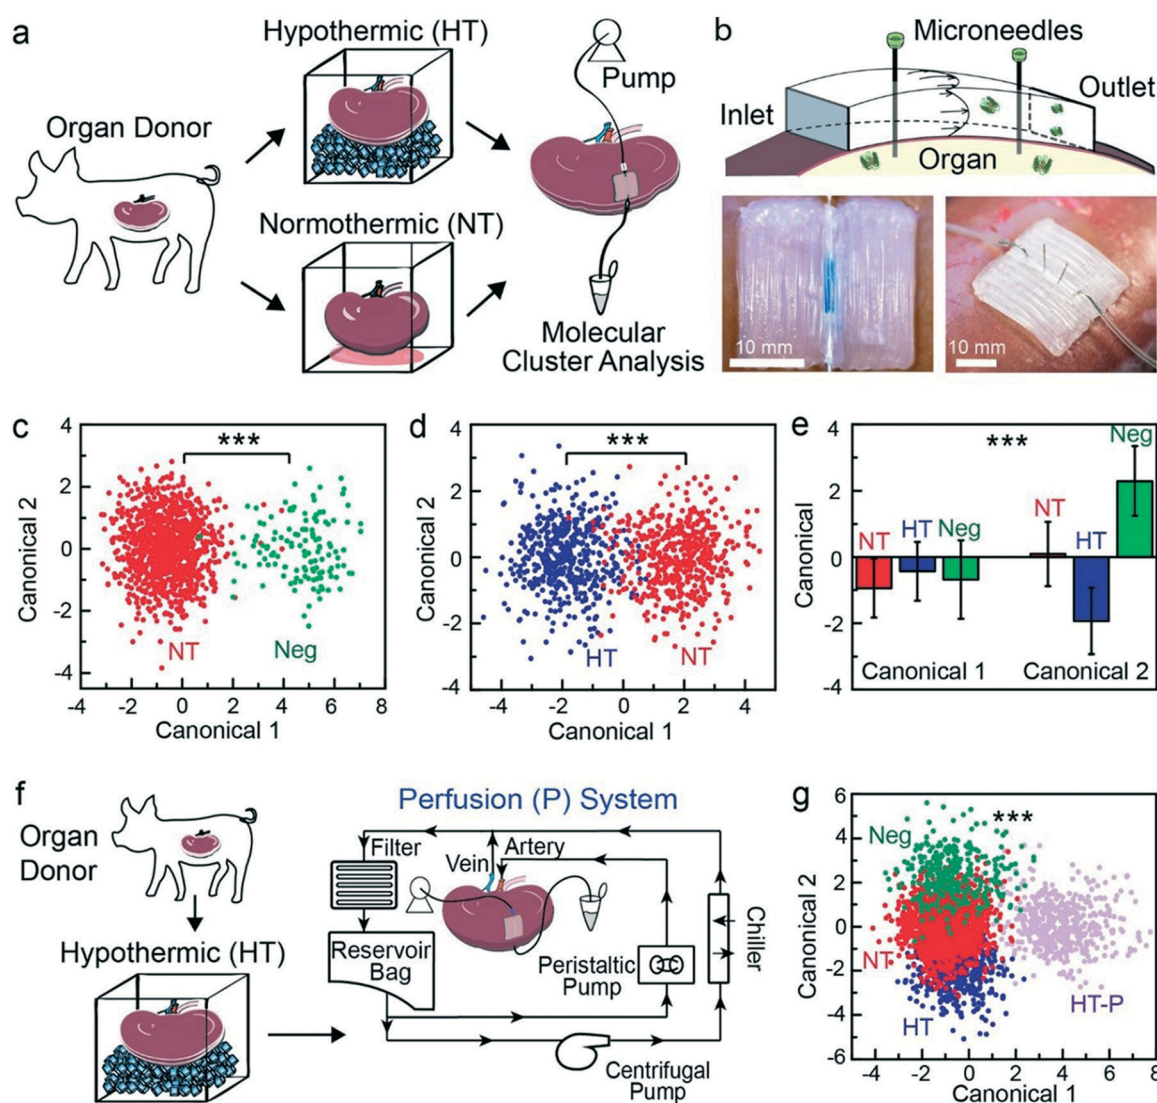 a
Organ Donor
Hypothermic (HT)
Normothermic (NT)
Pump
Molecular
Cluster Analysis
b
Microneedles
Inlet
Outlet
Organ
10 mm
10 mm
c
4
2
0
-2
-4
Canonical 2
***
NT
Neg
-4 -2 0 2 4 6 8
Canonical 1
d
4
2
0
-2
-4
Canonical 2
***
HT
NT
-4 -2 0 2 4
Canonical 1
e
4
2
0
-2
-4
Canonical
***
NT
HT
Neg
NT
HT
Neg
Canonical 1
Canonical 2
f
Organ
Donor
Hypothermic (HT)
Perfusion (P) System
Filter
Vein
Artery
Reservoir
Bag
Peristaltic
Pump
Chiller
Centrifugal
Pump
g
6
4
2
0
-2
-4
-6
Canonical 2
Neg
***
NT
HT
HT-P
-4 -2 0 2 4 6 8
Canonical 1